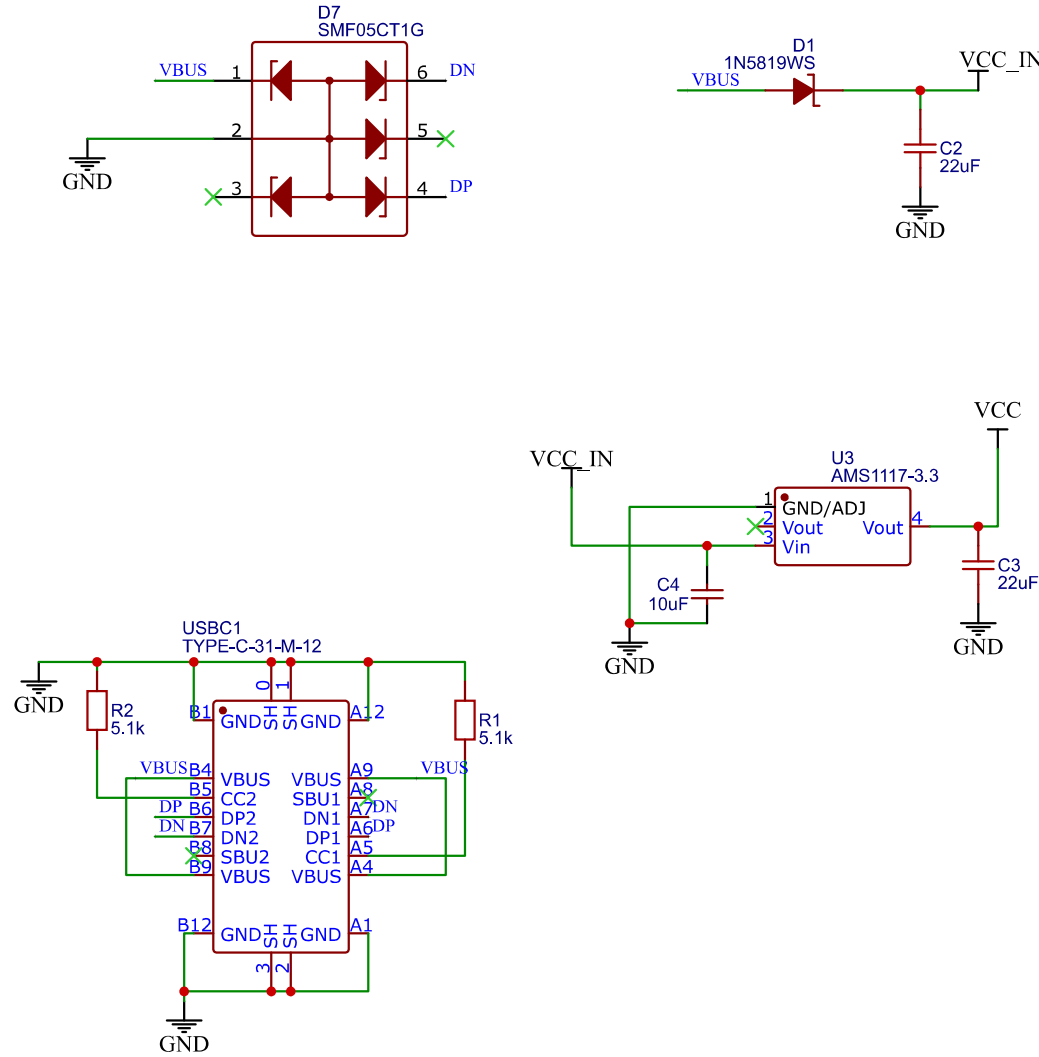 D7
SMF05CT1G
VBUS 1 6 DN
2 5
GND
3 4 DP
D1
1N5819WS
VBUS
VCC_IN
C2
22uF
GND
VCC
VCC_IN
U3
AMS1117-3.3
1 GND/ADJ
2 Vout Vout 4
3 Vin
C4
10uF
C3
22uF
GND
GND
USBC1
TYPE-C-31-M-12
GND
0 1
SH SH
R2
5.1k
B1 GND GND A12
R1
5.1k
VBUS B4 VBUS VBUS A9 VBUS
B5 CC2 SBU1 A8
DP B6 DP2 DN1 A7 DN
DN B7 DN2 DP1 A6 DP
B8 SBU2 CC1 A5
B9 VBUS VBUS A4
B12 GND GND A1
SH SH
3 2
GND